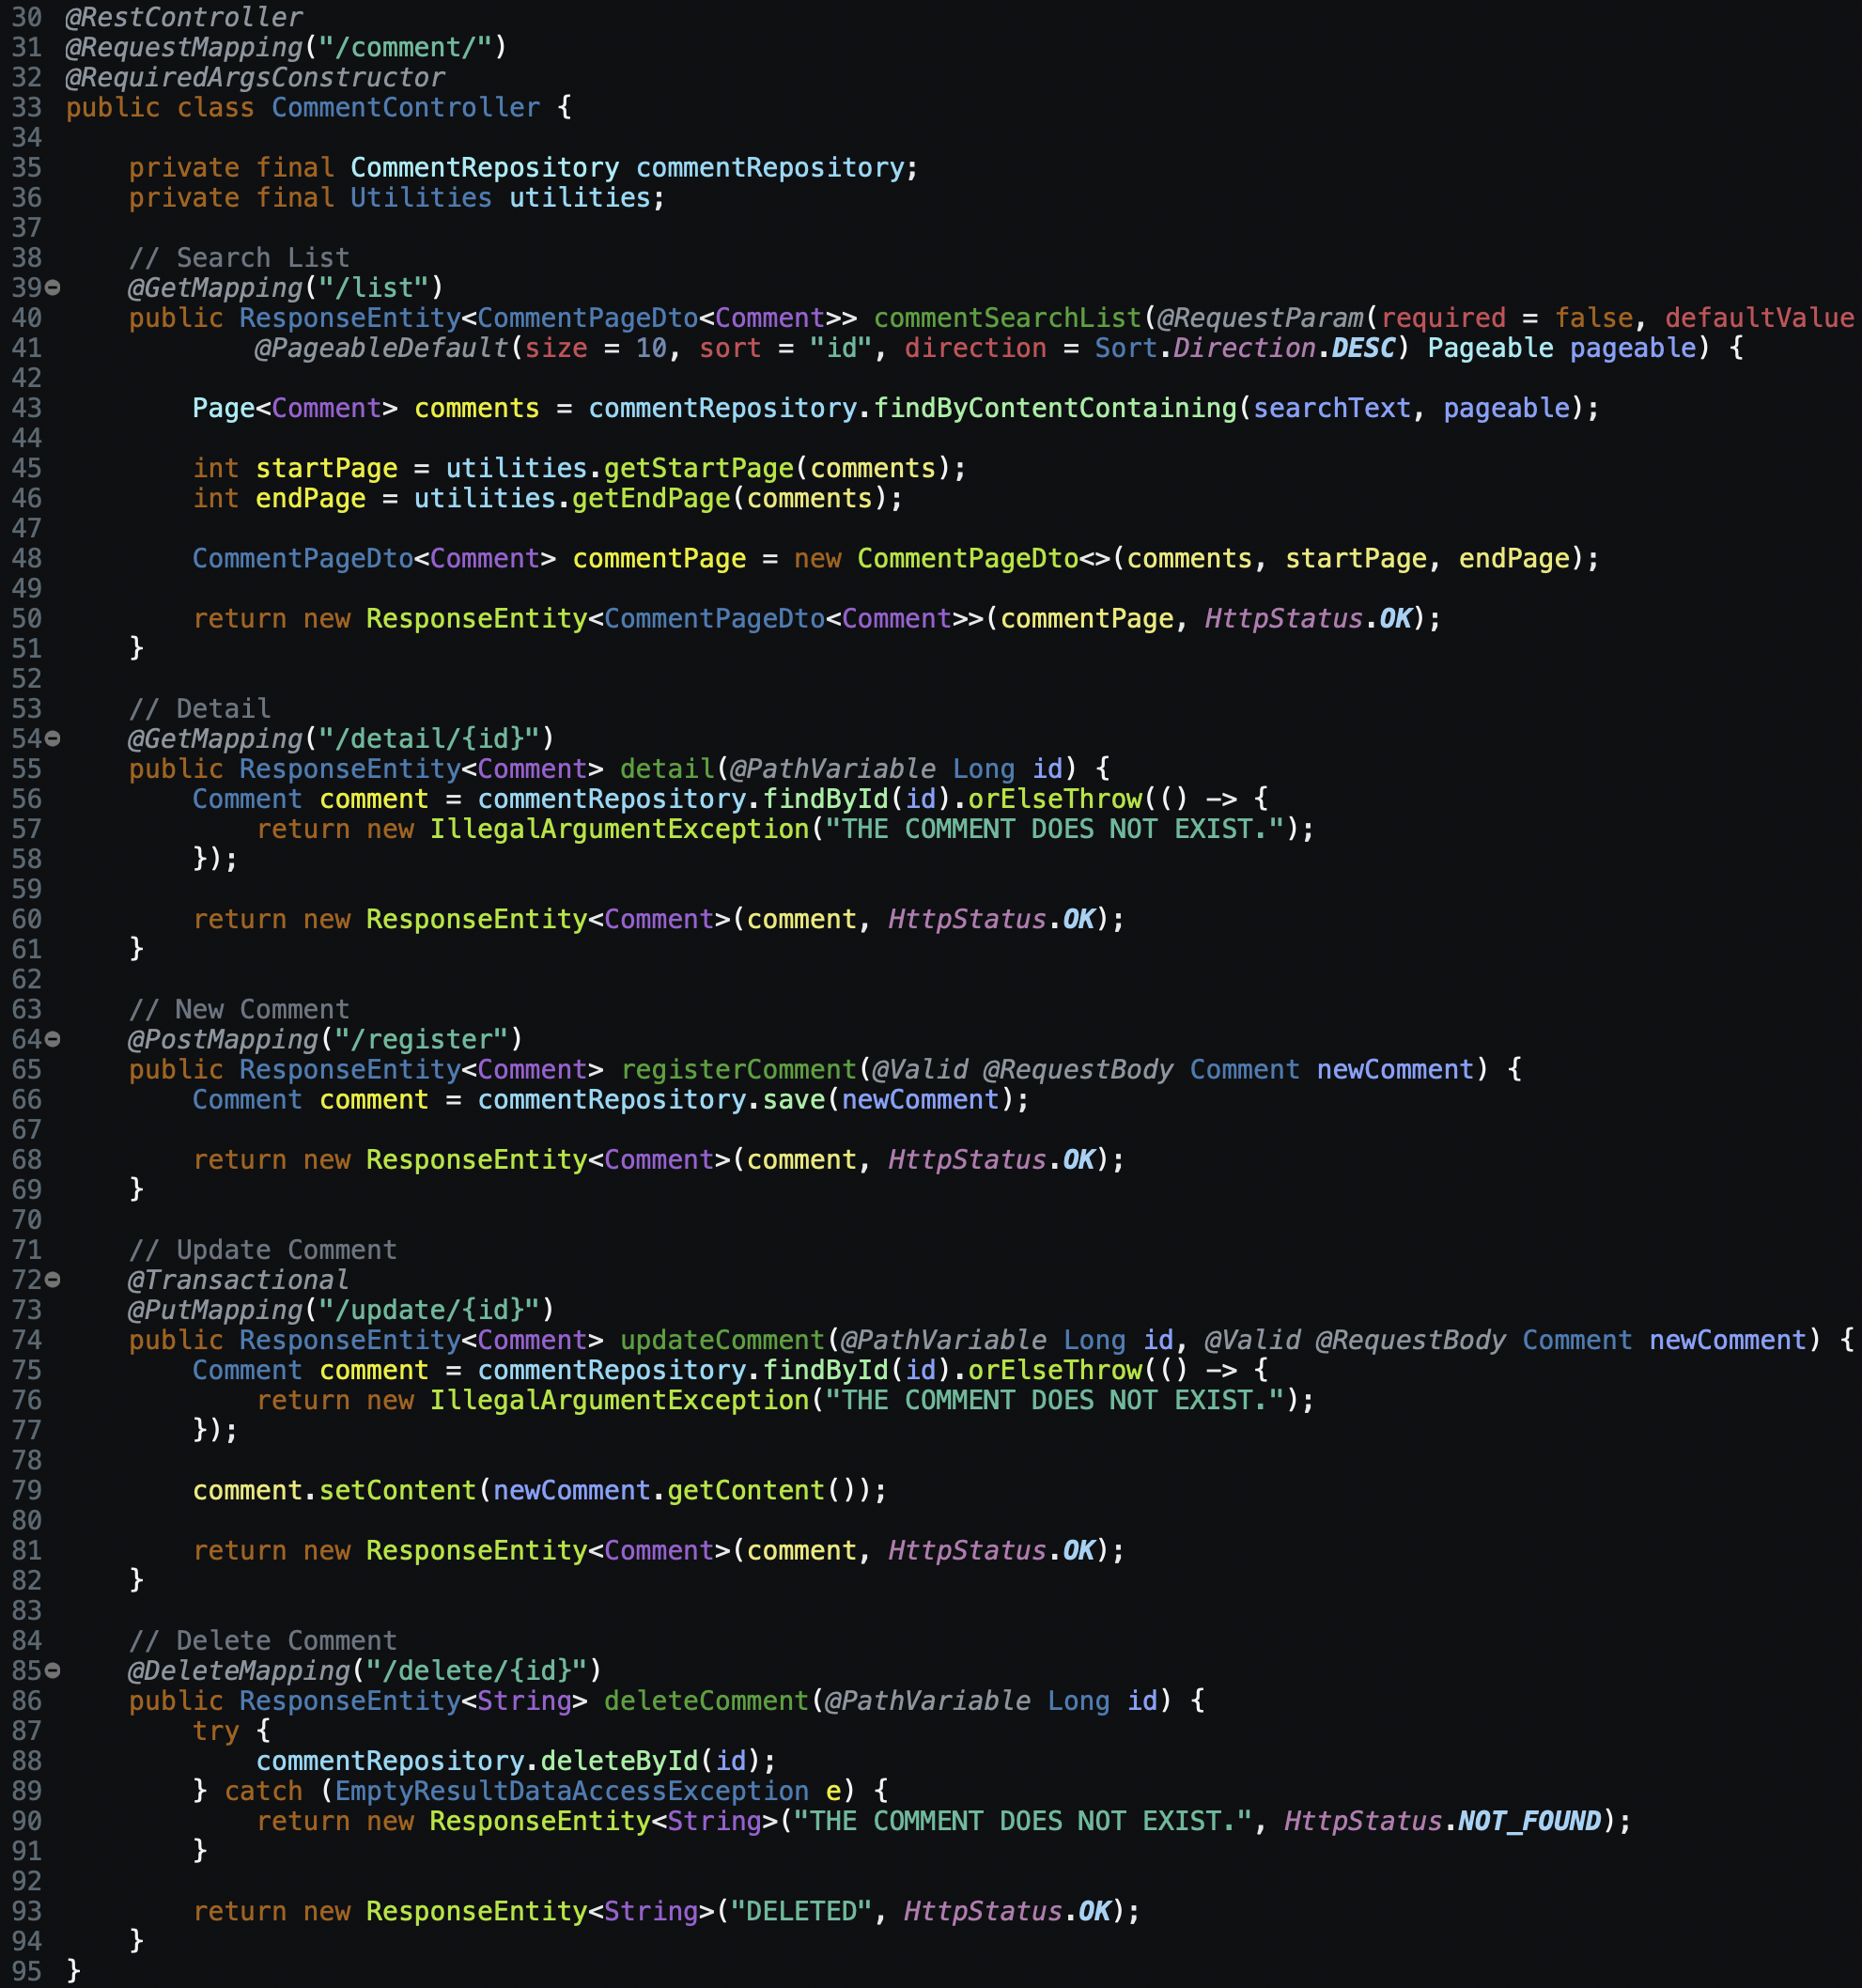 30 @RestController
31 @RequestMapping("/comment/")
32 @RequiredArgsConstructor
33 public class CommentController {
34
35     private final CommentRepository commentRepository;
36     private final Utilities utilities;
37
38     // Search List
39     @GetMapping("/list")
40     public ResponseEntity<CommentPageDto<Comment>> commentSearchList(@RequestParam(required = false, defaultValue
41             @PageableDefault(size = 10, sort = "id", direction = Sort.Direction.DESC) Pageable pageable) {
42
43         Page<Comment> comments = commentRepository.findByContentContaining(searchText, pageable);
44
45         int startPage = utilities.getStartPage(comments);
46         int endPage = utilities.getEndPage(comments);
47
48         CommentPageDto<Comment> commentPage = new CommentPageDto<>(comments, startPage, endPage);
49
50         return new ResponseEntity<CommentPageDto<Comment>>(commentPage, HttpStatus.OK);
51     }
52
53     // Detail
54     @GetMapping("/detail/{id}")
55     public ResponseEntity<Comment> detail(@PathVariable Long id) {
56         Comment comment = commentRepository.findById(id).orElseThrow(() -> {
57             return new IllegalArgumentException("THE COMMENT DOES NOT EXIST.");
58         });
59
60         return new ResponseEntity<Comment>(comment, HttpStatus.OK);
61     }
62
63     // New Comment
64     @PostMapping("/register")
65     public ResponseEntity<Comment> registerComment(@Valid @RequestBody Comment newComment) {
66         Comment comment = commentRepository.save(newComment);
67
68         return new ResponseEntity<Comment>(comment, HttpStatus.OK);
69     }
70
71     // Update Comment
72     @Transactional
73     @PutMapping("/update/{id}")
74     public ResponseEntity<Comment> updateComment(@PathVariable Long id, @Valid @RequestBody Comment newComment) {
75         Comment comment = commentRepository.findById(id).orElseThrow(() -> {
76             return new IllegalArgumentException("THE COMMENT DOES NOT EXIST.");
77         });
78
79         comment.setContent(newComment.getContent());
80
81         return new ResponseEntity<Comment>(comment, HttpStatus.OK);
82     }
83
84     // Delete Comment
85     @DeleteMapping("/delete/{id}")
86     public ResponseEntity<String> deleteComment(@PathVariable Long id) {
87         try {
88             commentRepository.deleteById(id);
89         } catch (EmptyResultDataAccessException e) {
90             return new ResponseEntity<String>("THE COMMENT DOES NOT EXIST.", HttpStatus.NOT_FOUND);
91         }
92
93         return new ResponseEntity<String>("DELETED", HttpStatus.OK);
94     }
95 }